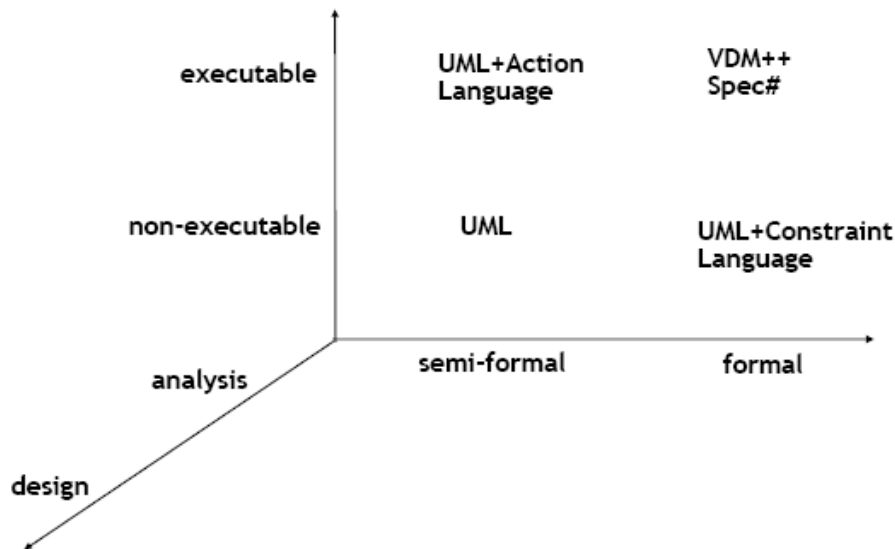 executable
UML+Action
Language
VDM++
Spec#
non-executable
UML
UML+Constraint
Language
analysis
semi-formal
formal
design